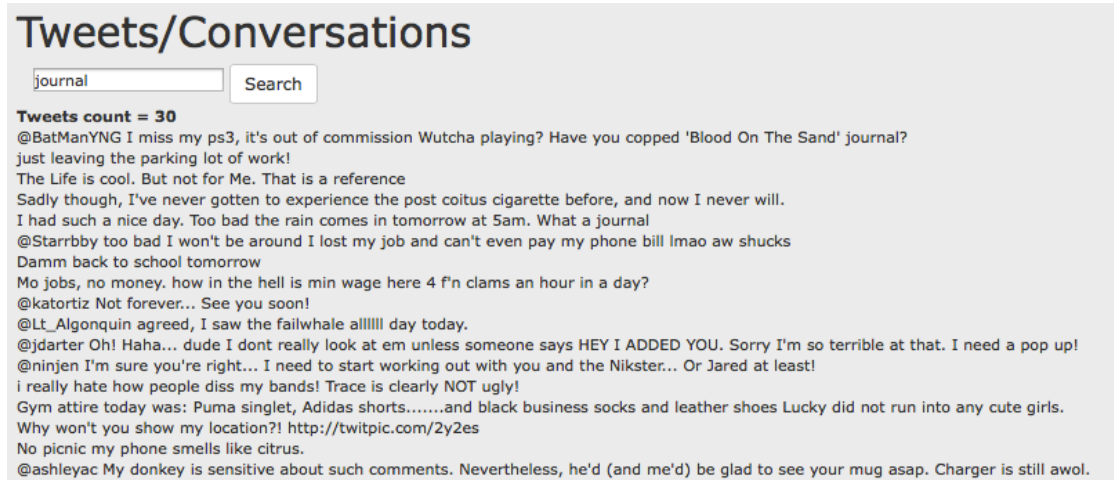 Tweets/Conversations
journal Search
Tweets count = 30
@BatManYNG I miss my ps3, it's out of commission Wutcha playing? Have you copped 'Blood On The Sand' journal?
just leaving the parking lot of work!
The Life is cool. But not for Me. That is a reference
Sadly though, I've never gotten to experience the post coitus cigarette before, and now I never will.
I had such a nice day. Too bad the rain comes in tomorrow at 5am. What a journal
@Starrbby too bad I won't be around I lost my job and can't even pay my phone bill lmao aw shucks
Damm back to school tomorrow
Mo jobs, no money. how in the hell is min wage here 4 f'n clams an hour in a day?
@katortiz Not forever... See you soon!
@Lt_Algonquin agreed, I saw the failwhale allllll day today.
@jdarter Oh! Haha... dude I dont really look at em unless someone says HEY I ADDED YOU. Sorry I'm so terrible at that. I need a pop up!
@ninjen I'm sure you're right... I need to start working out with you and the Nikster... Or Jared at least!
i really hate how people diss my bands! Trace is clearly NOT ugly!
Gym attire today was: Puma singlet, Adidas shorts.......and black business socks and leather shoes Lucky did not run into any cute girls.
Why won't you show my location?! http://twitpic.com/2y2es
No picnic my phone smells like citrus.
@ashleyac My donkey is sensitive about such comments. Nevertheless, he'd (and me'd) be glad to see your mug asap. Charger is still awol.